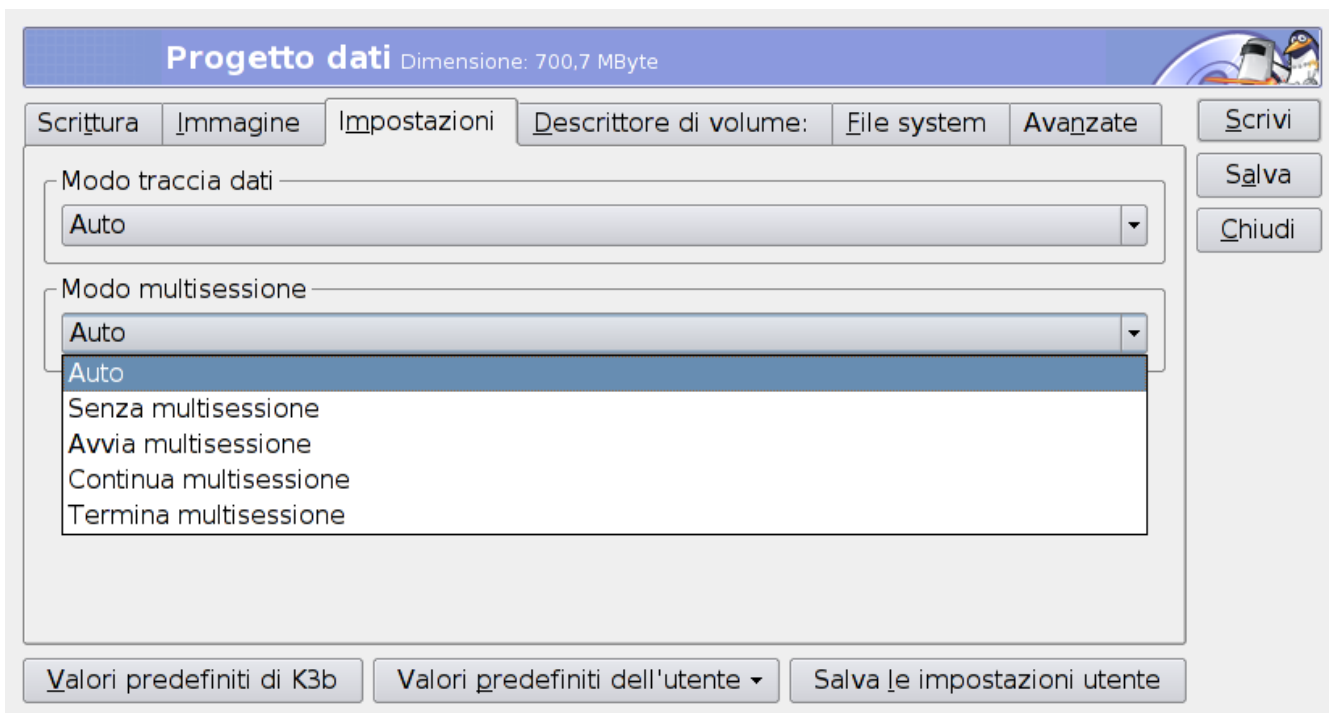 Progetto dati Dimensione: 700,7 MByte
Scrittura Immagine Impostazioni Descrittore di volume: File system Avanzate
Scrivi
Salva
Chiudi
Modo traccia dati
Auto
Modo multisessione
Auto
Auto
Senza multisessione
Avvia multisessione
Continua multisessione
Termina multisessione
Valori predefiniti di K3b Valori predefiniti dell'utente Salva le impostazioni utente